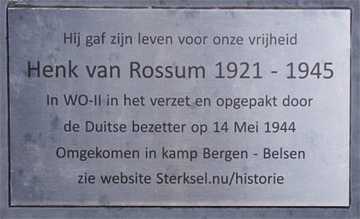 Hij gaf zijn leven voor onze vrijheid
Henk van Rossum 1921 - 1945
In WO-II in het verzet en opgepakt door
de Duitse bezetter op 14 Mei 1944
Omgekomen in kamp Bergen - Belsen
zie website Sterksel.nu/historie